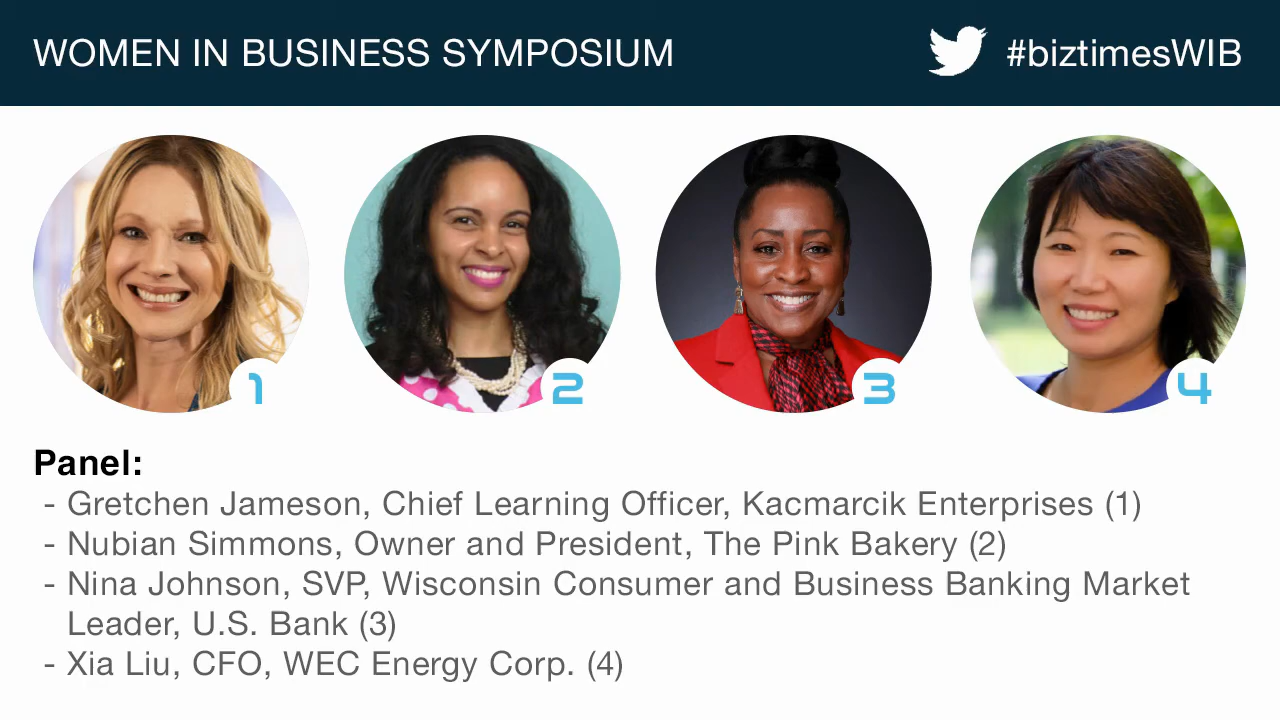 WOMEN IN BUSINESS SYMPOSIUM
#biztimesWIB
1
2
3
4
Panel:
- Gretchen Jameson, Chief Learning Officer, Kacmarcik Enterprises (1)
- Nubian Simmons, Owner and President, The Pink Bakery (2)
- Nina Johnson, SVP, Wisconsin Consumer and Business Banking Market
Leader, U.S. Bank (3)
- Xia Liu, CFO, WEC Energy Corp. (4)